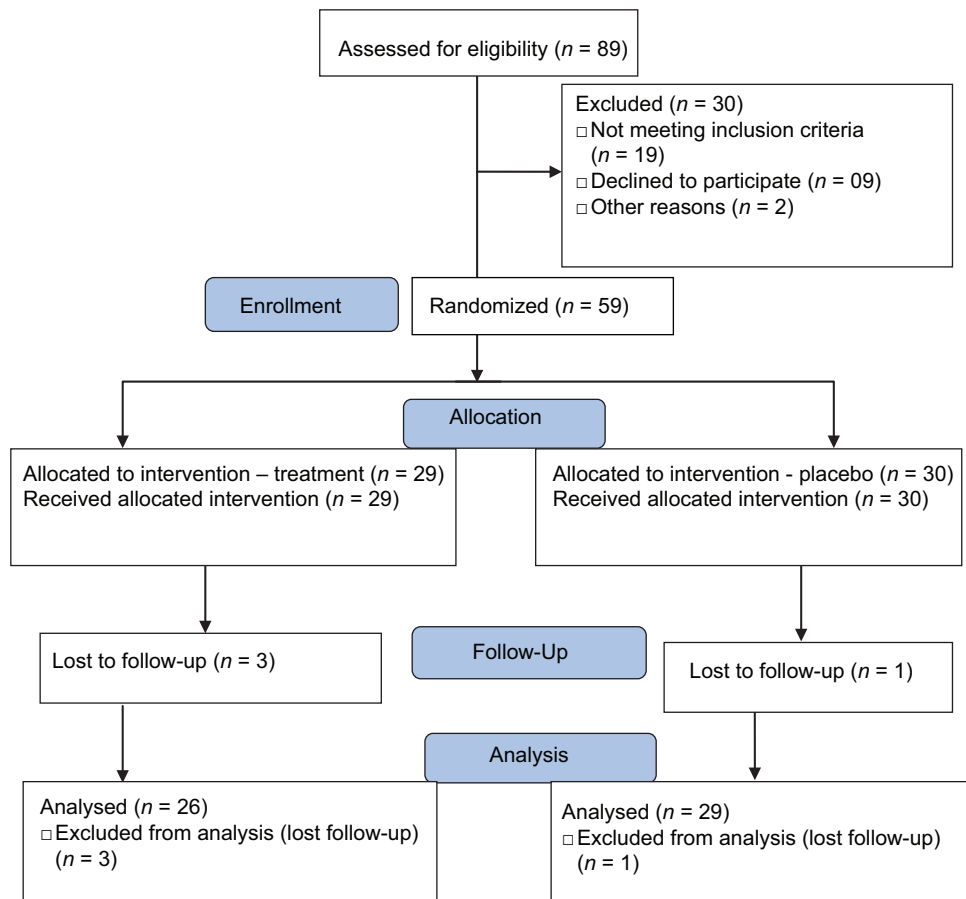 Assessed for eligibility (n = 89)
Excluded (n = 30)
□ Not meeting inclusion criteria
(n = 19)
□ Declined to participate (n = 09)
□ Other reasons (n = 2)
Enrollment
Randomized (n = 59)
Allocation
Allocated to intervention – treatment (n = 29)
Received allocated intervention (n = 29)
Allocated to intervention - placebo (n = 30)
Received allocated intervention (n = 30)
Lost to follow-up (n = 3)
Follow-Up
Lost to follow-up (n = 1)
Analysis
Analysed (n = 26)
□ Excluded from analysis (lost follow-up)
(n = 3)
Analysed (n = 29)
□ Excluded from analysis (lost follow-up)
(n = 1)